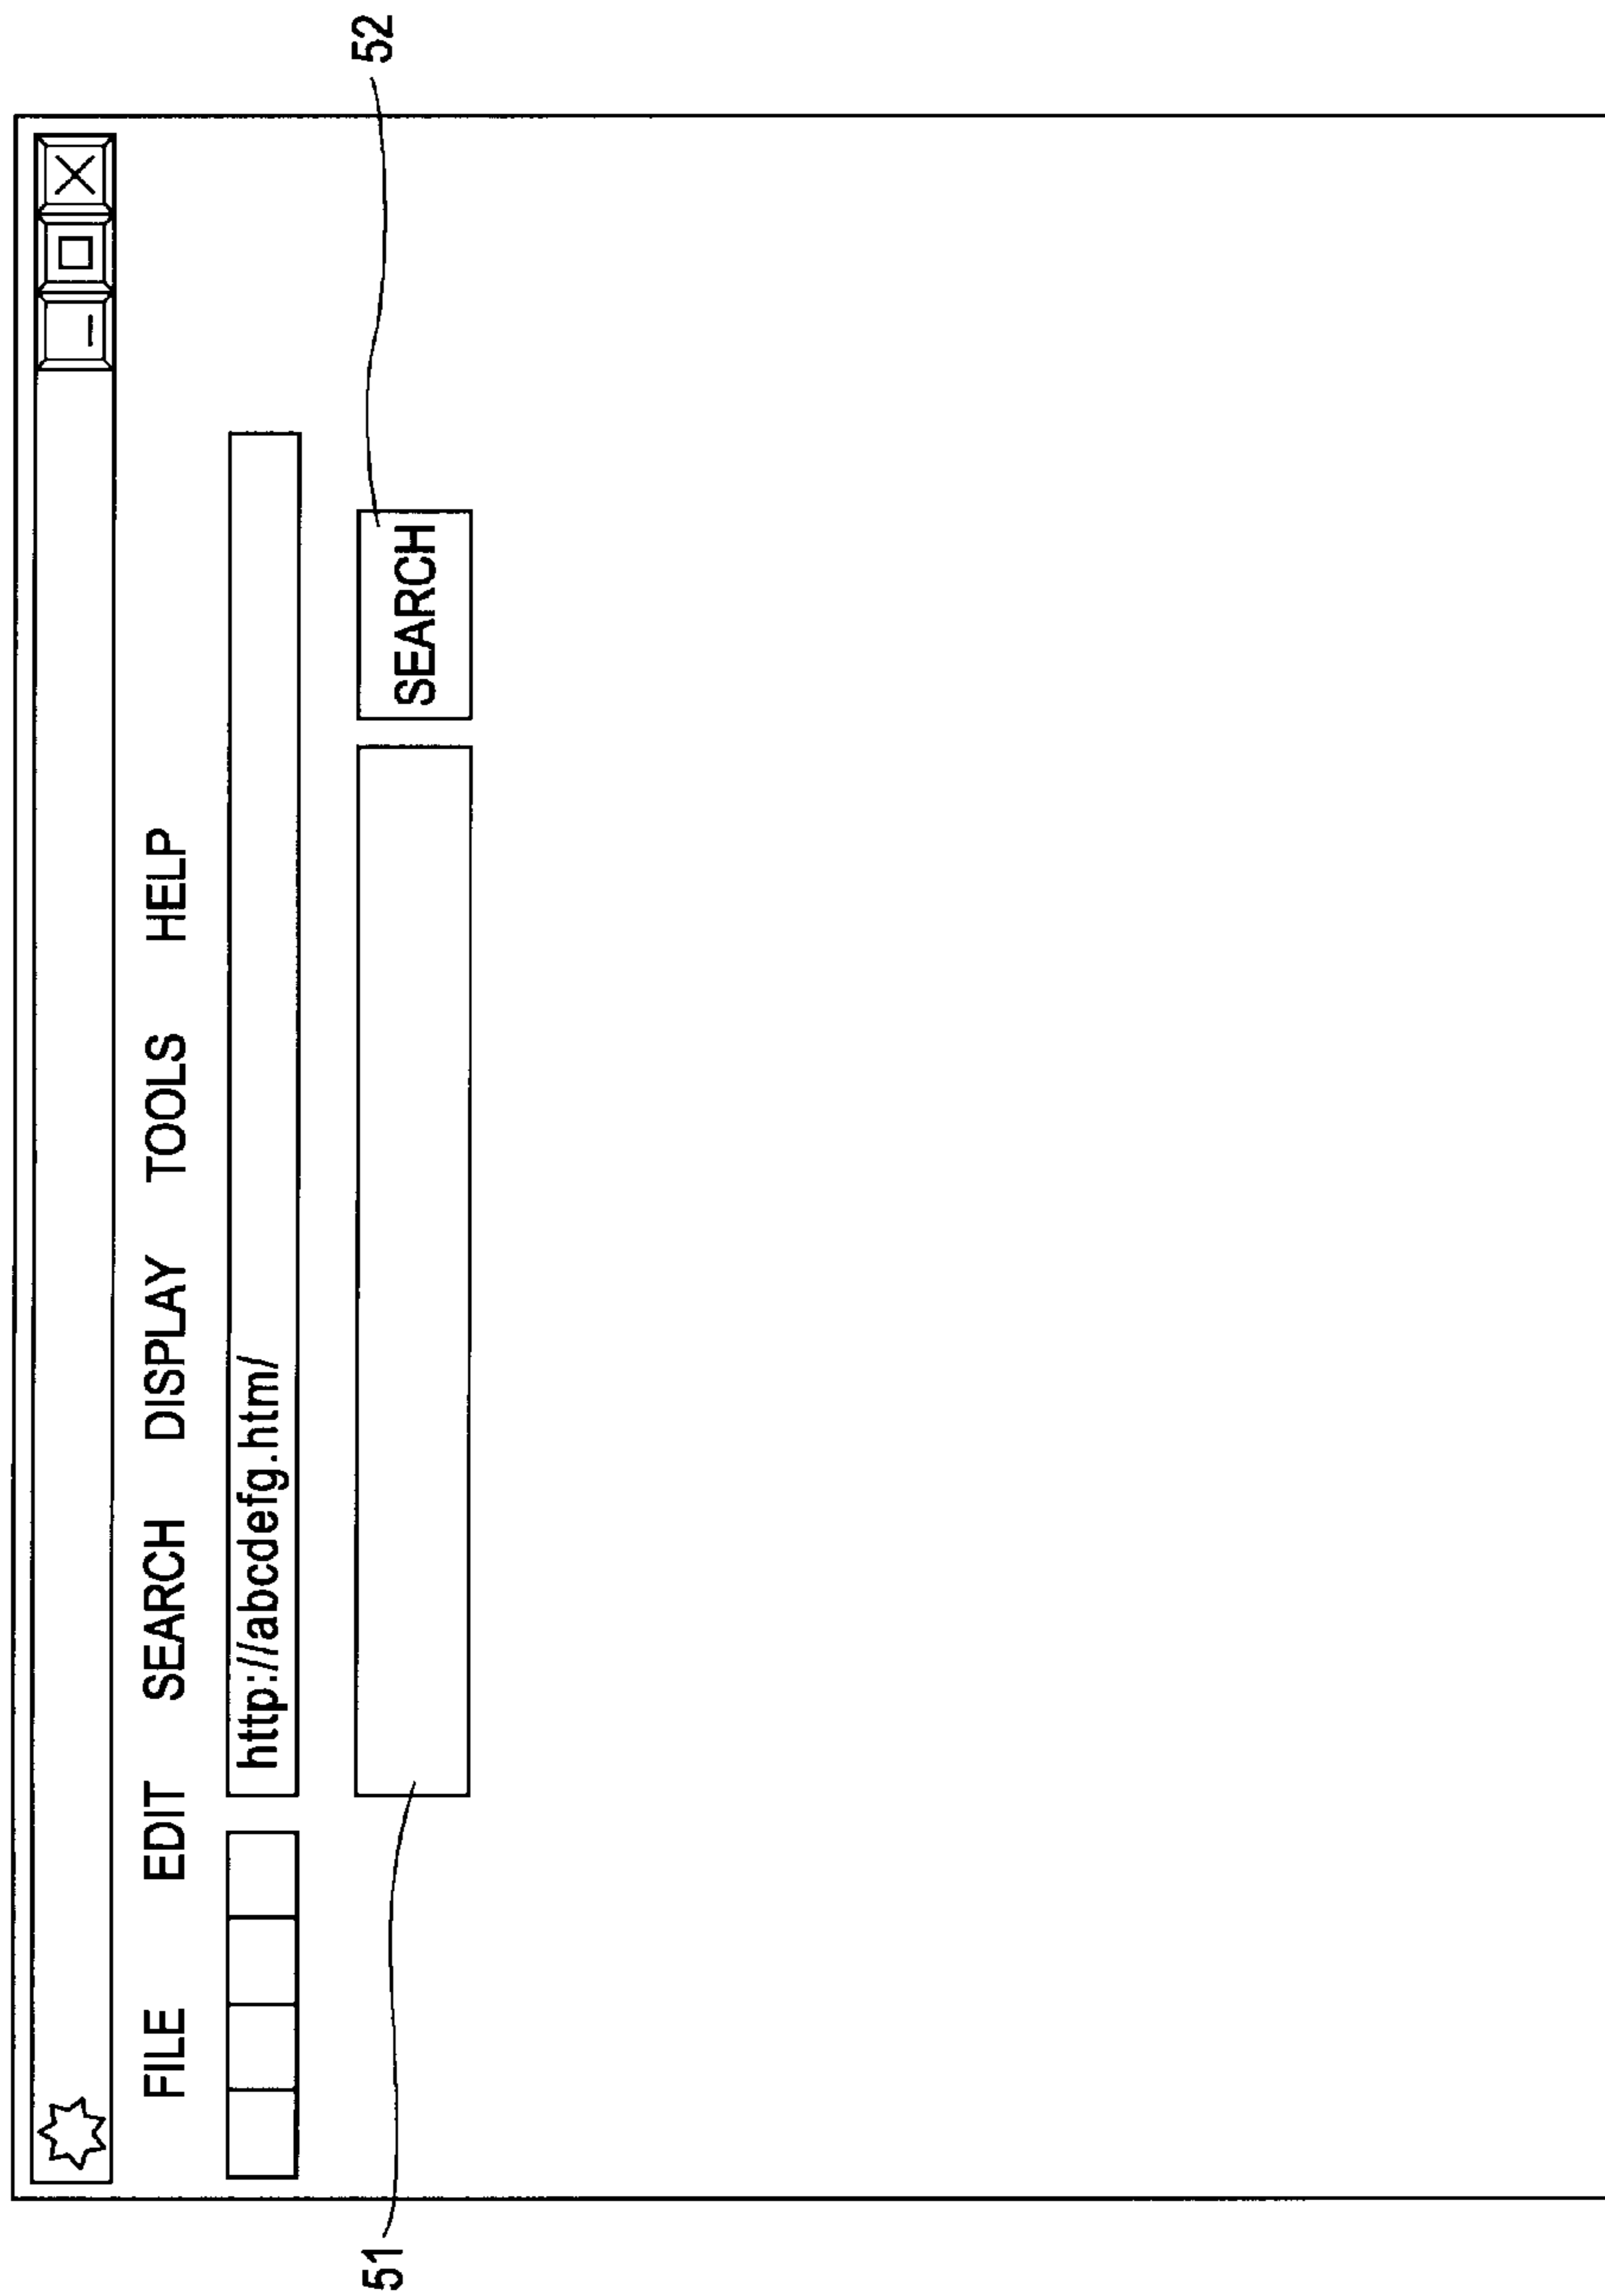 FILE EDIT SEARCH DISPLAY TOOLS HELP
http://abcdefg.htm/
51
SEARCH
52